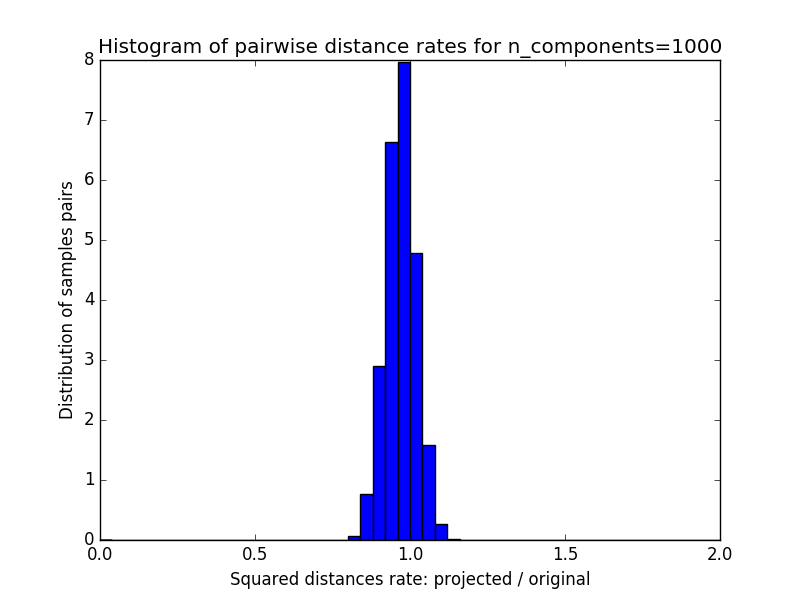 Histogram of pairwise distance rates for n_components=1000
8
7
6
5
4
3
2
1
0
Distribution of samples pairs
0.0 0.5 1.0 1.5 2.0
Squared distances rate: projected / original